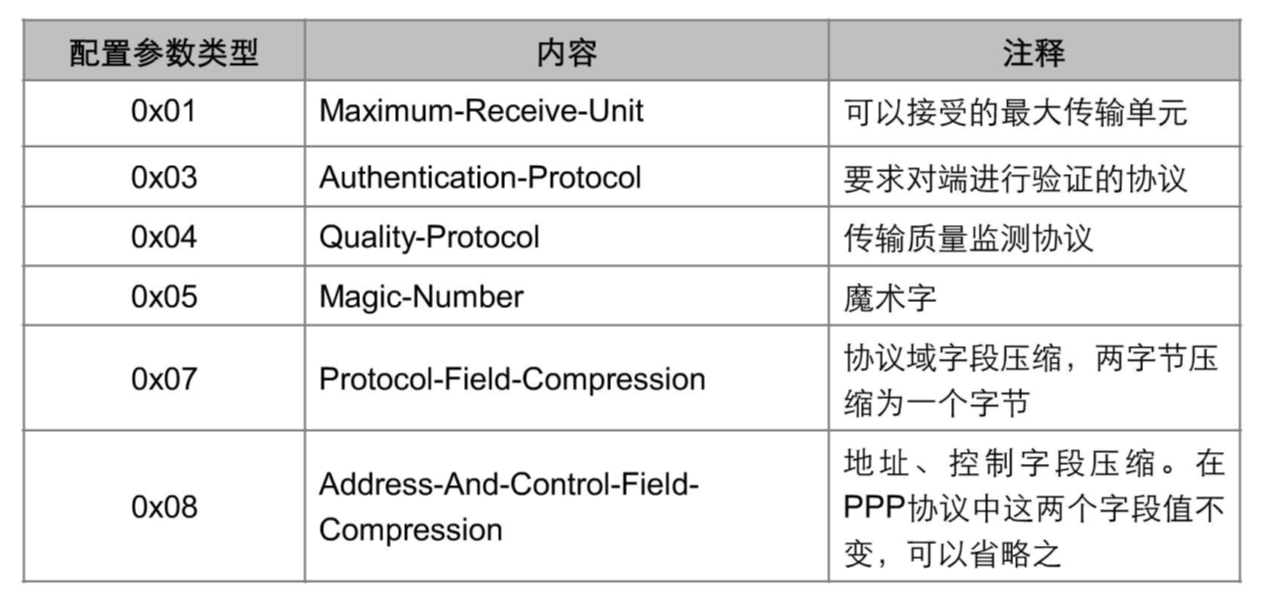 配置参数类型 内容 注释
0x01 Maximum-Receive-Unit 可以接受的最大传输单元
0x03 Authentication-Protocol 要求对端进行验证的协议
0x04 Quality-Protocol 传输质量监测协议
0x05 Magic-Number 魔术字
0x07 Protocol-Field-Compression 协议域字段压缩，两字节压
缩为一个字节
0x08 Address-And-Control-Field-
Compression 地址、控制字段压缩。在
PPP协议中这两个字段值不
变，可以省略之